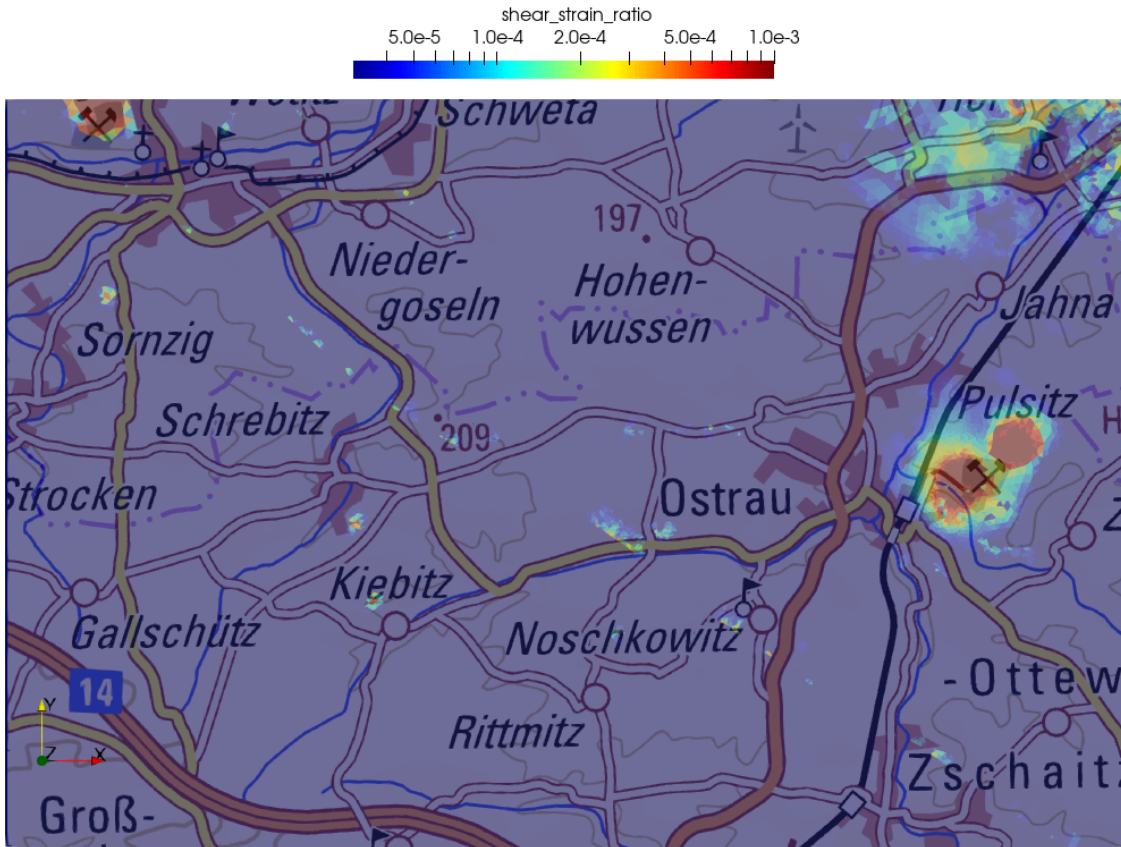 shear_strain_ratio
5.0e-5 1.0e-4 2.0e-4 5.0e-4 1.0e-3
Schweta
197
Nieder-
goseln
Hohen-
wussen
Jahna
Sornzig
Pulsitz
H
Schrebitz
209
Strocken
Ostrau
Z
Kiebitz
Gallschütz
Noschkowitz
14
-Ottew
Y
Z X
Rittmitz
Zschaitz
Groß-